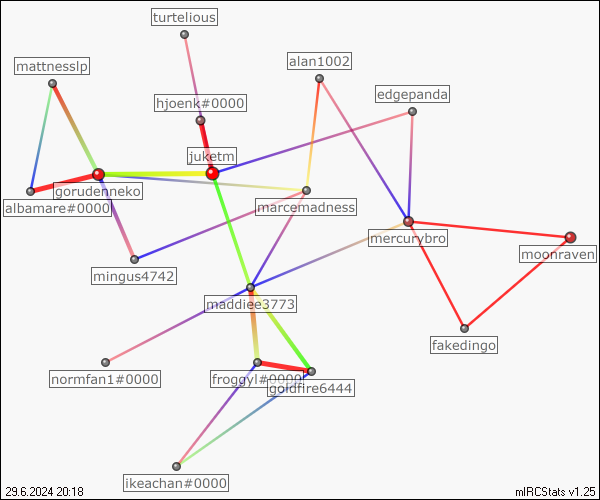 turtelious
mattnesslp
alan1002
edgepanda
hjoenk#0000
juketm
gorudenneko
albamare#0000
marcemadness
mercurybro
moonraven
mingus4742
maddiee3773
fakedingo
normfan1#0000
froggyl#0000
goldfire6444
ikeachan#0000
29.6.2024 20:18
mIRCStats v1.25